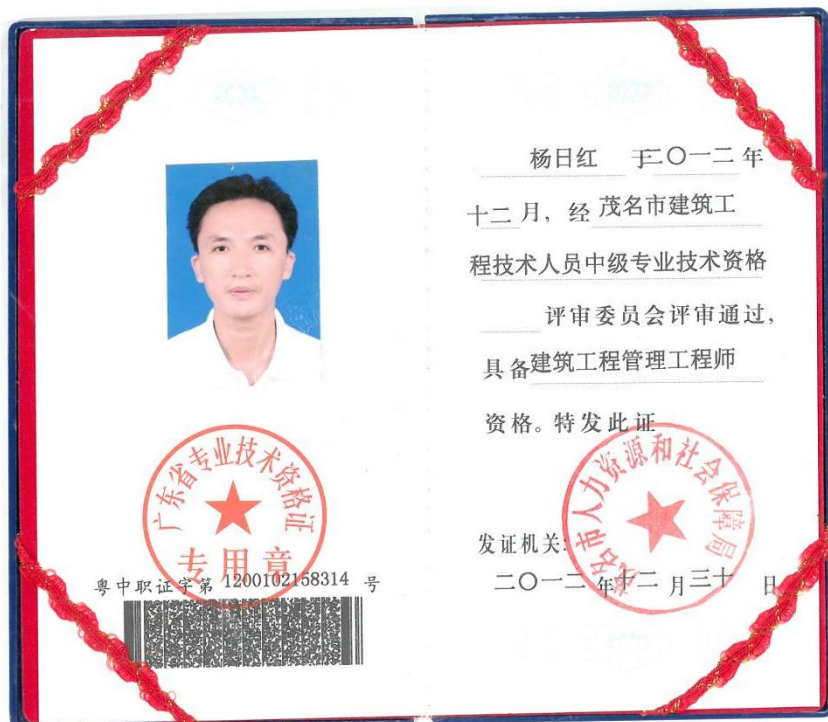 广东省专业技术资格证
专用章
粤中职证字第 1200102158314 号
杨日红 于二〇一二年
十二月，经 茂名市建筑工
程技术人员中级专业技术资格
评审委员会评审通过，
具备建筑工程管理工程师
资格。特发此证
茂名市人力资源和社会保障局
发证机关：
二〇一二年十二月三十日